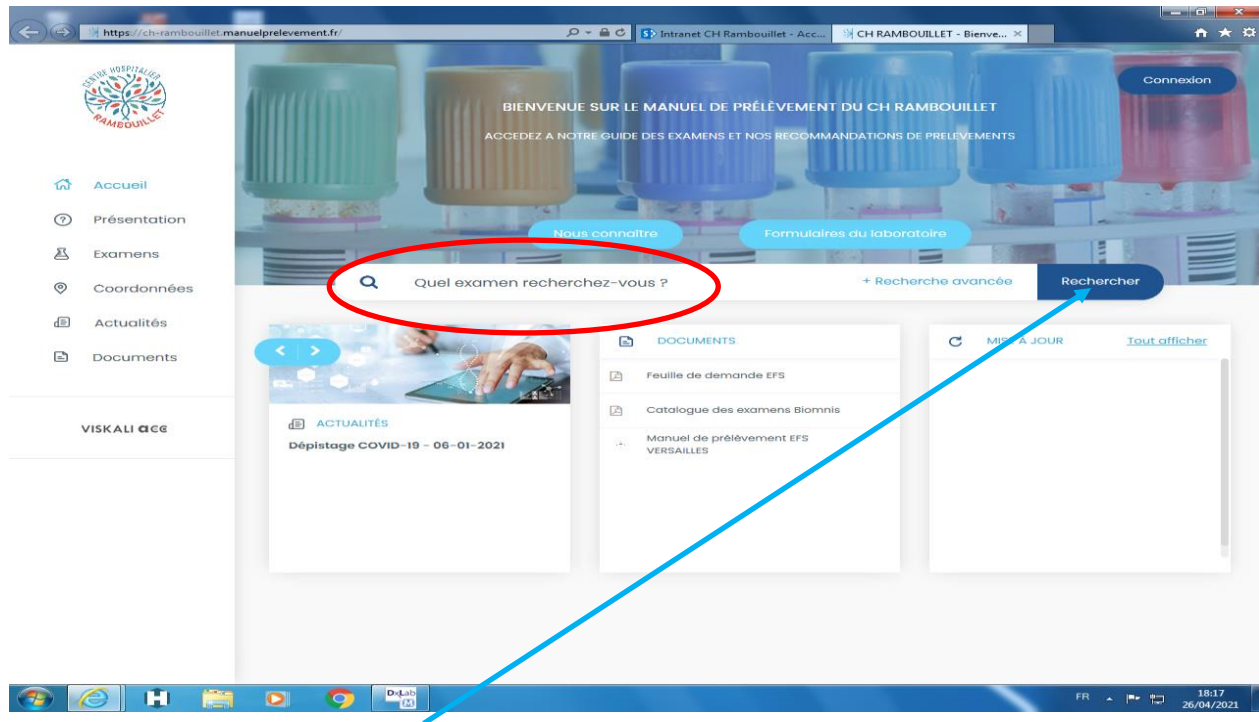 https://ch-rambouillet.manuelprelevement.fr/
Intranet CH Rambouillet - Acc...
CH RAMBOUILLET - Bienve...
CENTRE HOSPITALIER
RAMBOUILLET
Connexion
BIENVENUE SUR LE MANUEL DE PRÉLÈVEMENT DU CH RAMBOUILLET
ACCEDEZ A NOTRE GUIDE DES EXAMENS ET NOS RECOMMANDATIONS DE PRELEVEMENTS
Nous connaître
Formulaires du laboratoire
Accueil
Présentation
Examens
Coordonnées
Actualités
Documents
VISKALI acc
Quel examen recherchez-vous ?
+ Recherche avancée
Rechercher
ACTUALITÉS
Dépistage COVID-19 - 06-01-2021
DOCUMENTS
Feuille de demande EFS
Catalogue des examens Biomnis
Manuel de prélèvement EFS
VERSAILLES
MISE À JOUR
Tout afficher
DxLab
FR
18:17
26/04/2021